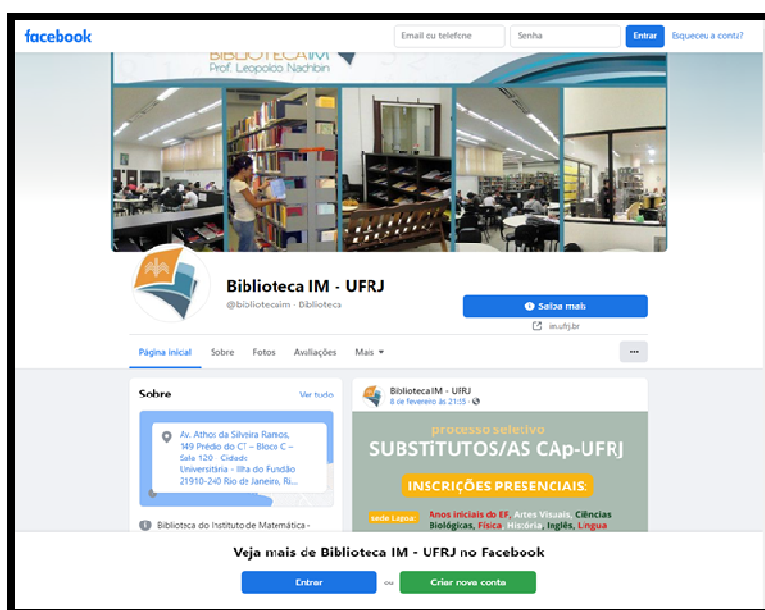 facebook
Email ou telefone
Senha
Entrar
Esqueceu a conta?
BIBLIOTECA IM
Prof. Leopoldo Nachbin
Biblioteca IM - UFRJ
@bibliotecaim · Biblioteca
Saiba mais
im.ufrj.br
Página inicial
Sobre
Fotos
Avaliações
Mais
Sobre
Ver tudo
Av. Athos da Silveira Ramos,
149 Prédio do CT – Bloco C –
Sala 120 - Cidade
Universitária - Ilha do Fundão
21910-240 Rio de Janeiro, Ri...
Biblioteca do Instituto de Matemática -
Biblioteca IM - UFRJ
8 de fevereiro às 21:15 ·
processo seletivo
SUBSTITUTOS/AS CAp-UFRJ
INSCRIÇÕES PRESENCIAIS:
sede Lagoa:
Anos iniciais do EF, Artes Visuais, Ciências
Biológicas, Física, História, Inglês, Língua
Veja mais de Biblioteca IM - UFRJ no Facebook
Entrar
ou
Criar nova conta